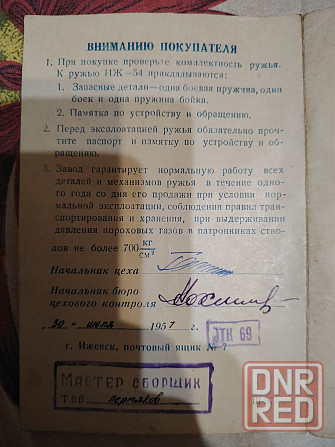 ВНИМАНИЮ ПОКУПАТЕЛЯ
1. При покупке проверьте комплектность ружья.
К ружью ИЖ-54 прикладываются:
1. Запасные детали—одна боевая пружина, один
боек и одна пружина бойка.
2. Памятка по устройству и обращению.
2. Перед эксплоатацией ружья обязательно проч-
тите паспорт и памятку по устройству и об-
ращению.
3. Завод гарантирует нормальную работу всех
деталей и механизмов ружья в течение одно-
го года со дня его продажи при условии нор-
мальной эксплоатации, соблюдения правил тран-
спортирования и хранения, при выдерживании
давления пороховых газов в патронниках ство-
лов не более 700 кг/см²
Начальник цеха
Начальник бюро
цехового контроля
„30“ июля 1957 г.
ОТК 69
г. Ижевск, почтовый ящик №
МАСТЕР СБОРЩИК
тов. Пермяков
DNR
RED